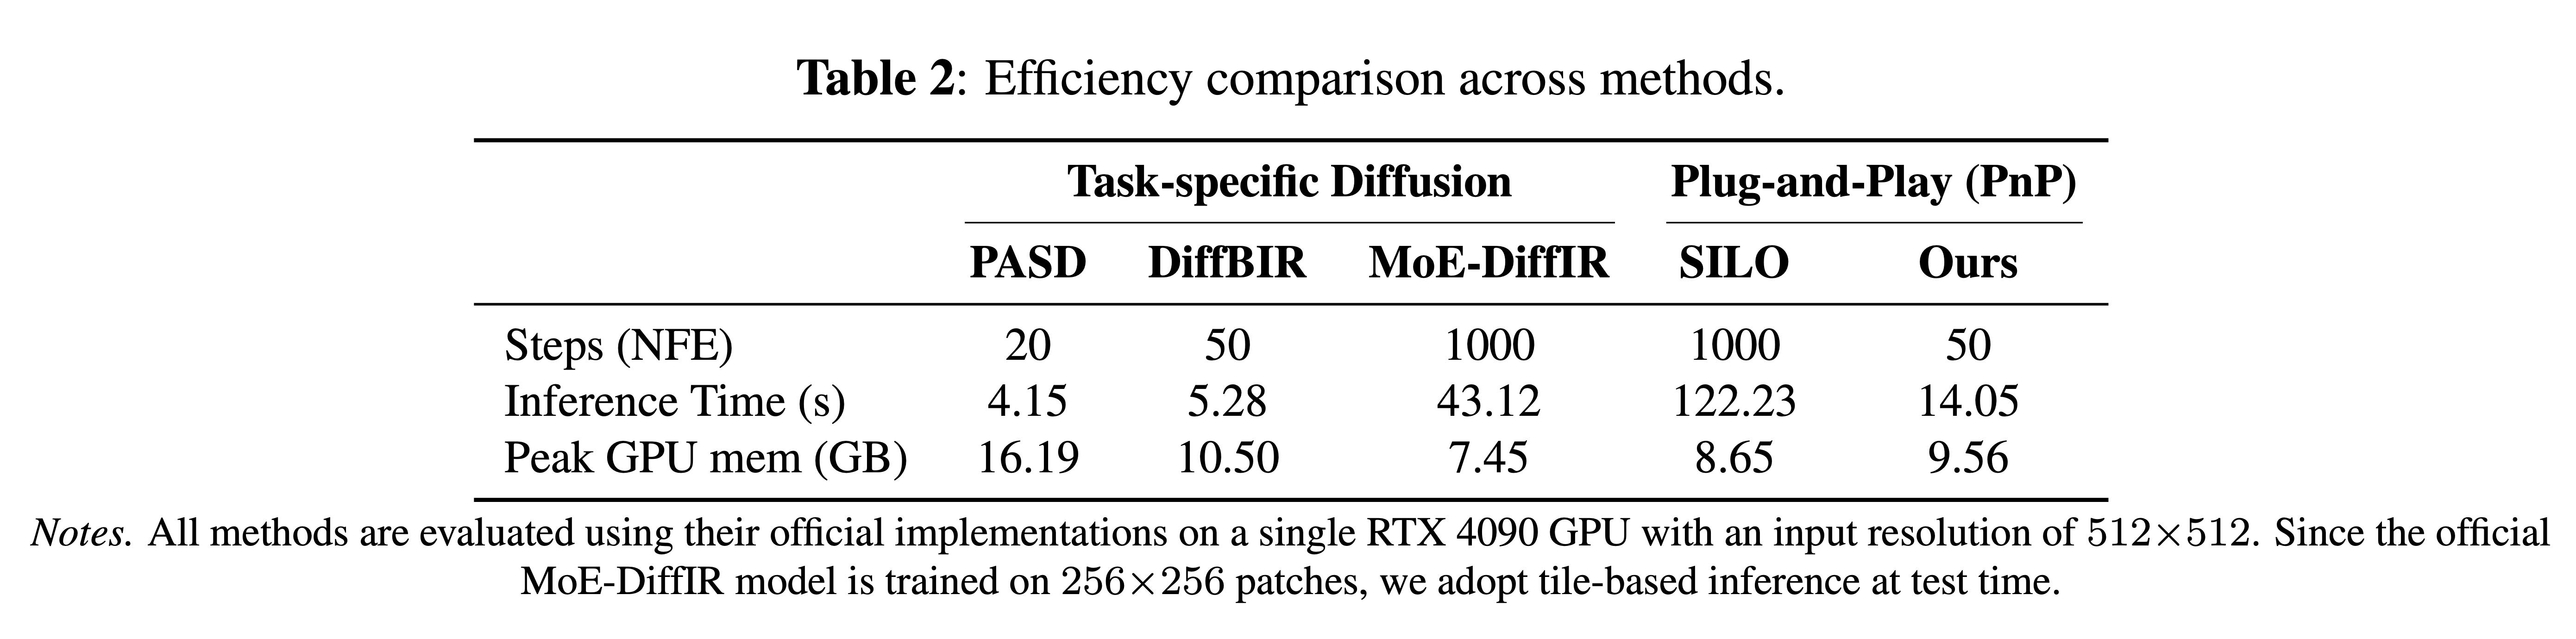 Table 2: Efficiency comparison across methods.
Task-specific Diffusion Plug-and-Play (PnP)
PASD DiffBIR MoE-DiffIR SILO Ours
Steps (NFE) 20 50 1000 1000 50
Inference Time (s) 4.15 5.28 43.12 122.23 14.05
Peak GPU mem (GB) 16.19 10.50 7.45 8.65 9.56
Notes. All methods are evaluated using their official implementations on a single RTX 4090 GPU with an input resolution of 512×512. Since the official
MoE-DiffIR model is trained on 256×256 patches, we adopt tile-based inference at test time.